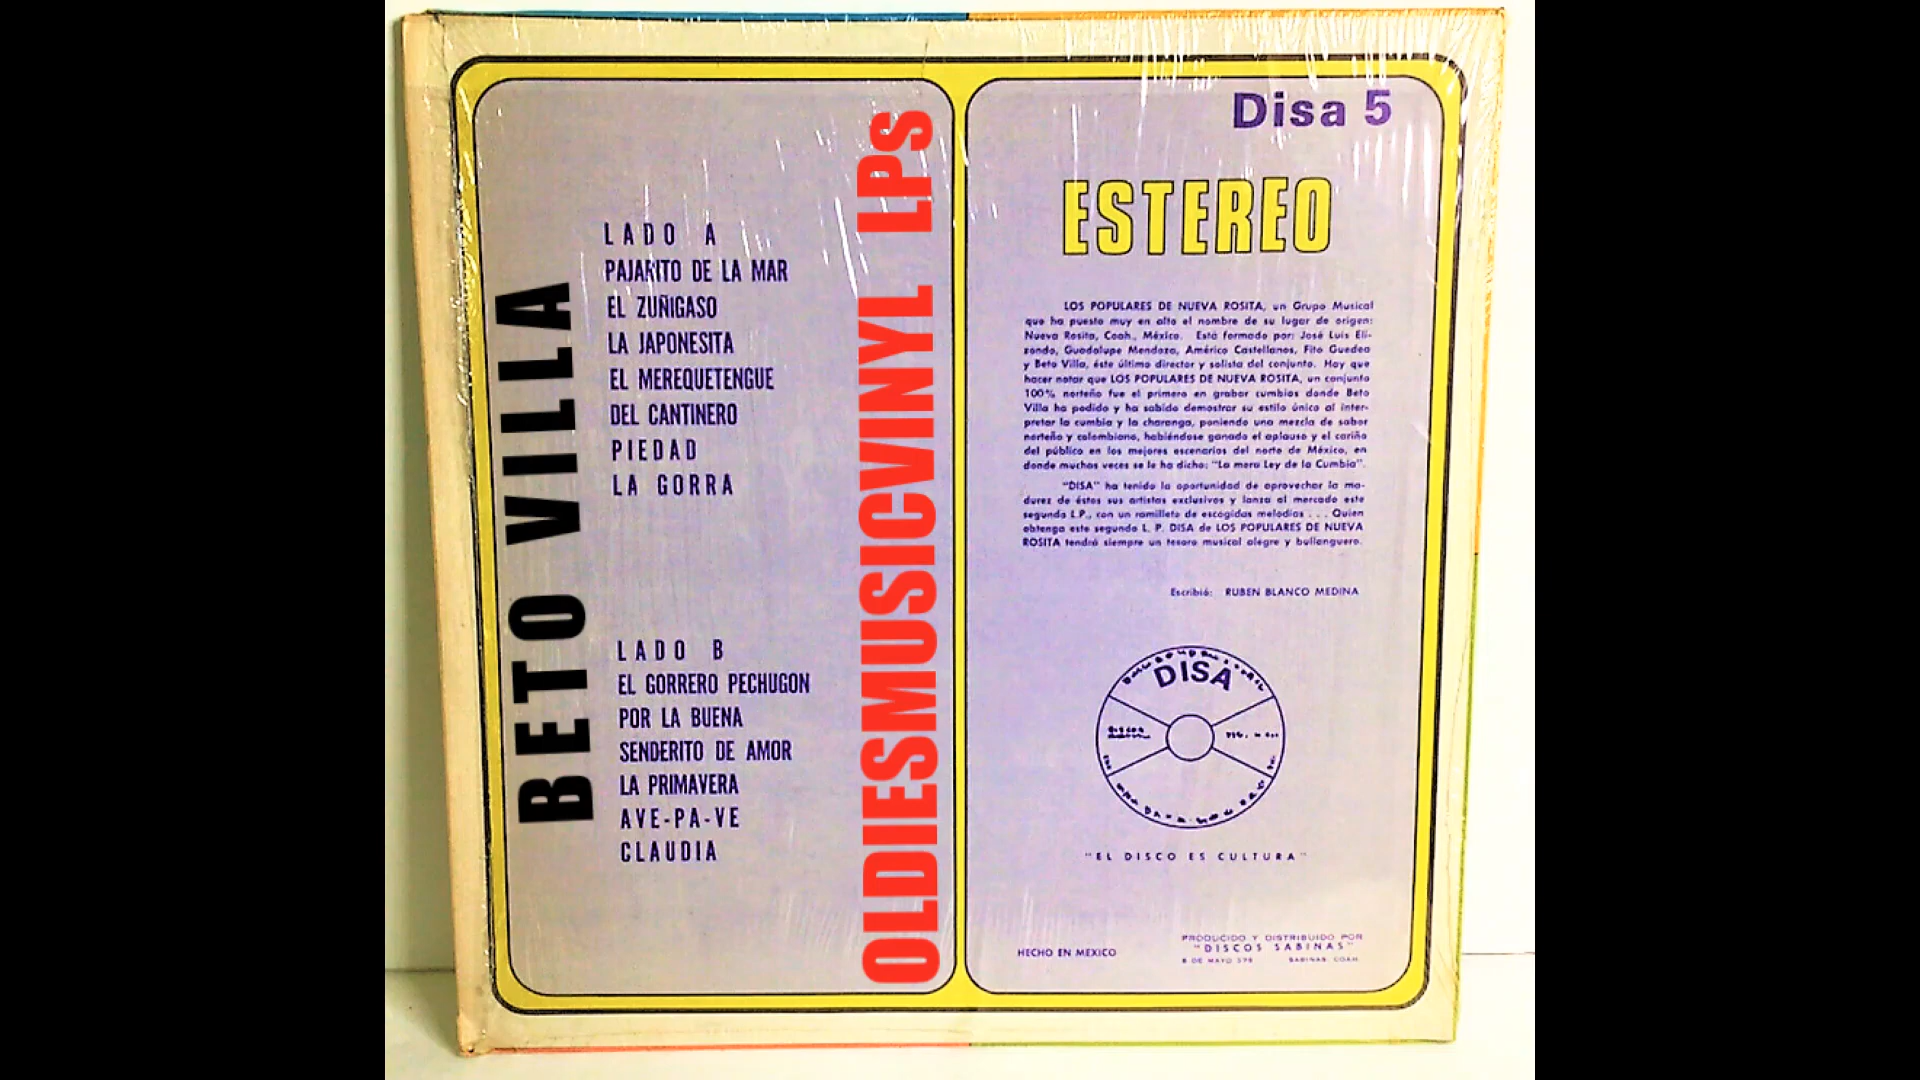 BETO VILLA
LADO A
PAJARITO DE LA MAR
EL ZUÑIGASO
LA JAPONESITA
EL MEREQUETENGUE
DEL CANTINERO
PIEDAD
LA GORRA
LADO B
EL GORRERO PECHUGON
POR LA BUENA
SENDERITO DE AMOR
LA PRIMAVERA
AVE-PA-VE
CLAUDIA
OLDIESMUSICVINYL LPS
Disa 5
ESTEREO
LOS POPULARES DE NUEVA ROSITA, un Grupo Musical
que ha puesto muy en alto el nombre de su lugar de origen:
Nueva Rosita, Coah., México. Está formado por: José Luis Eli-
zondo, Guadalupe Mendoza, Américo Castellanos, Fito Guedea
y Beto Villa, éste último director y solista del conjunto. Hay que
hacer notar que LOS POPULARES DE NUEVA ROSITA, un conjunto
100% norteño fue el primero en grabar cumbias donde Beto
Villa ha podido y ha sabido demostrar su estilo único al inter-
pretar la cumbia y la charanga, poniendo una mezcla de sabor
norteño y colombiano, habiéndose ganado el aplauso y el cariño
del público en los mejores escenarios del norte de México, en
donde muchas veces se le ha dicho: "La mera Ley de la Cumbia".
"DISA" ha tenido la oportunidad de aprovechar la ma-
durez de éstos sus artistas exclusivos y lanza al mercado este
segundo L.P., con un ramillete de escogidas melodías . . . Quien
obtenga este segundo L. P. DISA de LOS POPULARES DE NUEVA
ROSITA tendrá siempre un tesoro musical alegre y bullanguero.
Escribió: RUBEN BLANCO MEDINA
DISA
"EL DISCO ES CULTURA"
HECHO EN MEXICO
PRODUCIDO Y DISTRIBUIDO POR
"DISCOS SABINAS"
DE MAYO SABINAS, COAH.